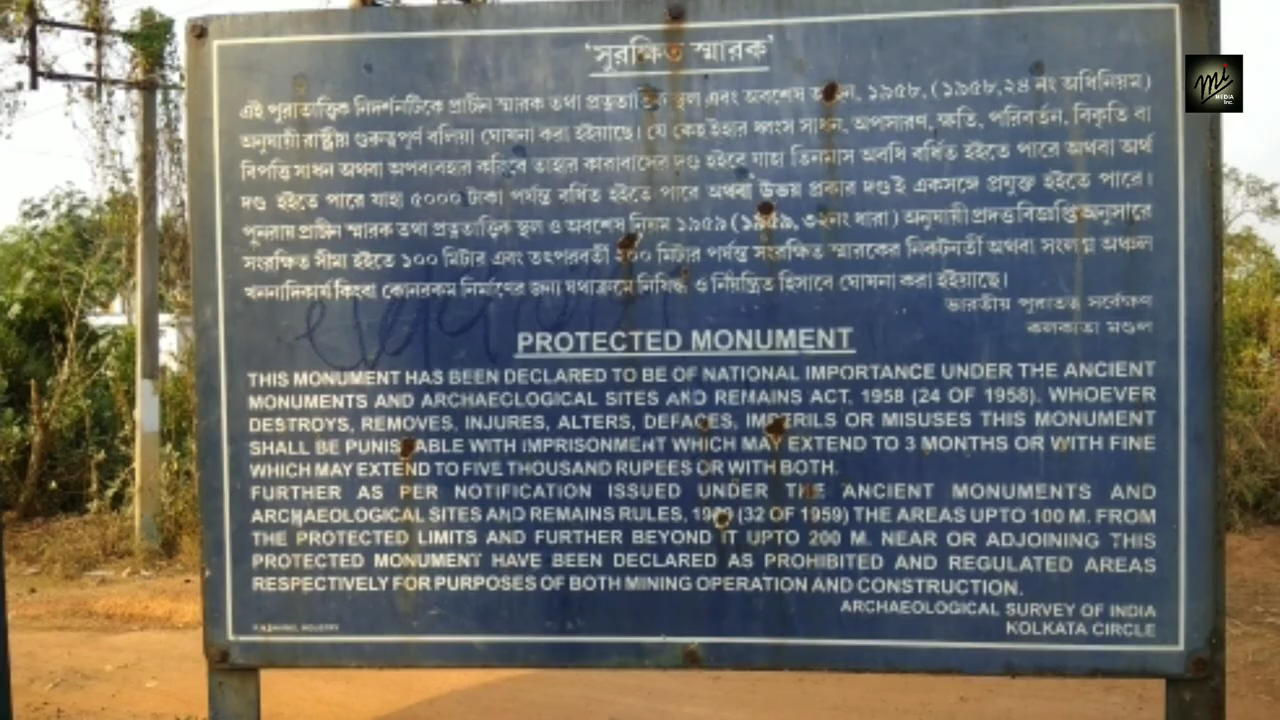 'সুরক্ষিত স্মারক'
এই পুরাতাত্ত্বিক নিদর্শনটিকে প্রাচীন স্মারক তথা প্রত্নতাত্ত্বিক স্থল এবং অবশেষ ১৯৫৮, (১৯৫৮,২৪ নং অধিনিয়ম)
অনুযায়ী রাষ্ট্রীয় গুরুত্বপূর্ণ বলিয়া ঘোষনা করা হইয়াছে। যে কেহ ইহার ধ্বংস সাধন, অপসারণ, ক্ষতি, পরিবর্তন, বিকৃতি বা
বিপত্তি সাধন অথবা অপব্যবহার করিবে তাহার কারাবাসের দণ্ড হইবে যাহা তিনমাস অবধি বর্ধিত হইতে পারে অথবা অর্থ
দণ্ড হইতে পারে যাহা ৫০০০ টাকা পর্যন্ত বর্ধিত হইতে পারে অথবা উভয় প্রকার দণ্ডই একসঙ্গে প্রযুক্ত হইতে পারে।
পুনরায় প্রাচীন স্মারক তথা প্রত্নতাত্ত্বিক স্থল ও অবশেষ নিয়ম ১৯৫৯ (১৯৫৯, ৩২নং ধারা) অনুযায়ী প্রদত্ত বিজ্ঞপ্তি অনুসারে
সংরক্ষিত সীমা হইতে ১০০ মিটার এবং তৎপরবর্তী ২০০ মিটার পর্যন্ত সংরক্ষিত স্মারকের নিকটবর্তী অথবা সংলগ্ন অঞ্চল
খননাদিকার্য কিংবা কোনরকম নির্মাণের জন্য যথাক্রমে নিষিদ্ধ ও নিয়ন্ত্রিত হিসাবে ঘোষনা করা হইয়াছে।
ভারতীয় পুরাতত্ত্ব সর্বেক্ষণ
কলকাতা মণ্ডল
PROTECTED MONUMENT
THIS MONUMENT HAS BEEN DECLARED TO BE OF NATIONAL IMPORTANCE UNDER THE ANCIENT
MONUMENTS AND ARCHAEOLOGICAL SITES AND REMAINS ACT, 1958 (24 OF 1958). WHOEVER
DESTROYS, REMOVES, INJURES, ALTERS, DEFACES, IMPERILS OR MISUSES THIS MONUMENT
SHALL BE PUNISHABLE WITH IMPRISONMENT WHICH MAY EXTEND TO 3 MONTHS OR WITH FINE
WHICH MAY EXTEND TO FIVE THOUSAND RUPEES OR WITH BOTH.
FURTHER AS PER NOTIFICATION ISSUED UNDER THE ANCIENT MONUMENTS AND
ARCHAEOLOGICAL SITES AND REMAINS RULES, 1959 (32 OF 1959) THE AREAS UPTO 100 M. FROM
THE PROTECTED LIMITS AND FURTHER BEYOND IT UPTO 200 M. NEAR OR ADJOINING THIS
PROTECTED MONUMENT HAVE BEEN DECLARED AS PROHIBITED AND REGULATED AREAS
RESPECTIVELY FOR PURPOSES OF BOTH MINING OPERATION AND CONSTRUCTION.
ARCHAEOLOGICAL SURVEY OF INDIA
KOLKATA CIRCLE
mi
MEDIA
Inc.